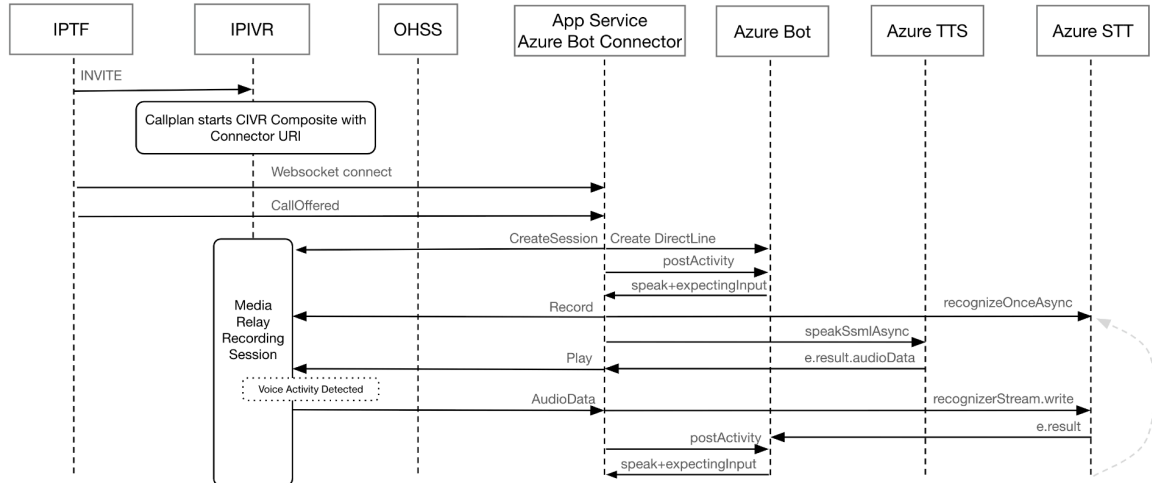 IPTF
IPIVR
OHSS
App Service
Azure Bot Connector
Azure Bot
Azure TTS
Azure STT
INVITE
Callplan starts CIVR Composite with
Connector URI
Websocket connect
CallOffered
CreateSession
Create DirectLine
postActivity
speak+expectingInput
Record
recognizeOnceAsync
Media
Relay
Recording
Session
speakSsmlAsync
Play
e.result.audioData
Voice Activity Detected
AudioData
recognizerStream.write
e.result
postActivity
speak+expectingInput